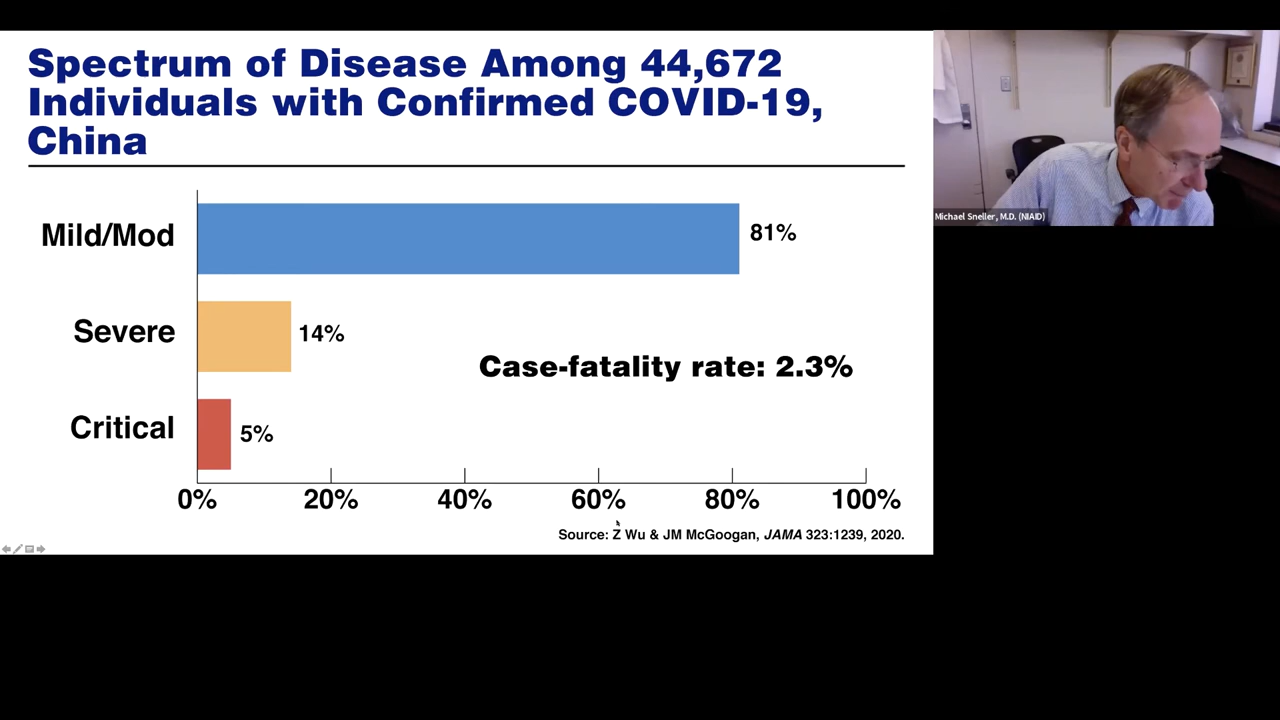 Spectrum of Disease Among 44,672
Individuals with Confirmed COVID-19,
China
Mild/Mod
81%
Severe
14%
Case-fatality rate: 2.3%
Critical
5%
0% 20% 40% 60% 80% 100%
Source: Z Wu & JM McGoogan, JAMA 323:1239, 2020.
Michael Sneller, M.D. (NIAID)